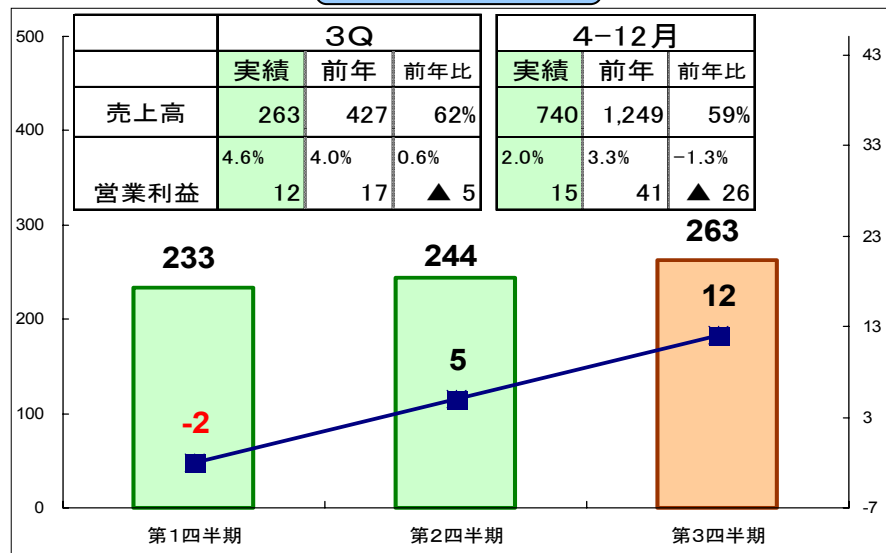 3Q
4-12月
実績 前年 前年比
実績 前年 前年比
売上高 263 427 62%
740 1,249 59%
4.6% 4.0% 0.6%
2.0% 3.3% -1.3%
営業利益 12 17 ▲ 5
15 41 ▲ 26
500
400
300
200
100
0
43
33
23
13
3
-7
233
244
263
-2
5
12
第1四半期
第2四半期
第3四半期